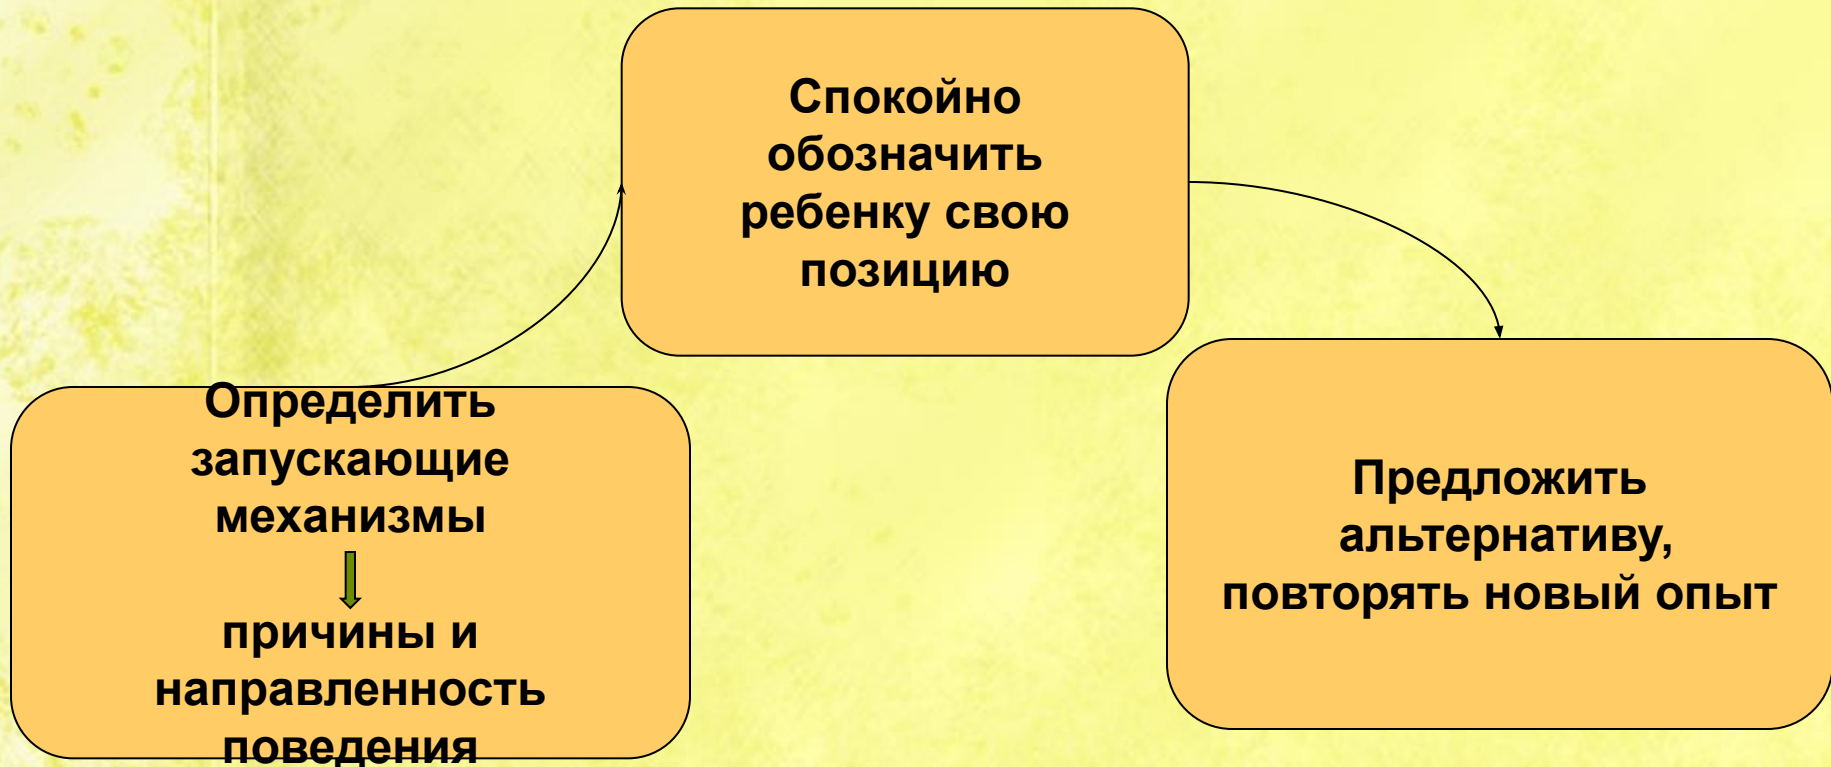 Спокойно
обозначить
ребенку свою
позицию
Определить
запускающие
механизмы
причины и
направленность
поведения
Предложить
альтернативу,
повторять новый опыт